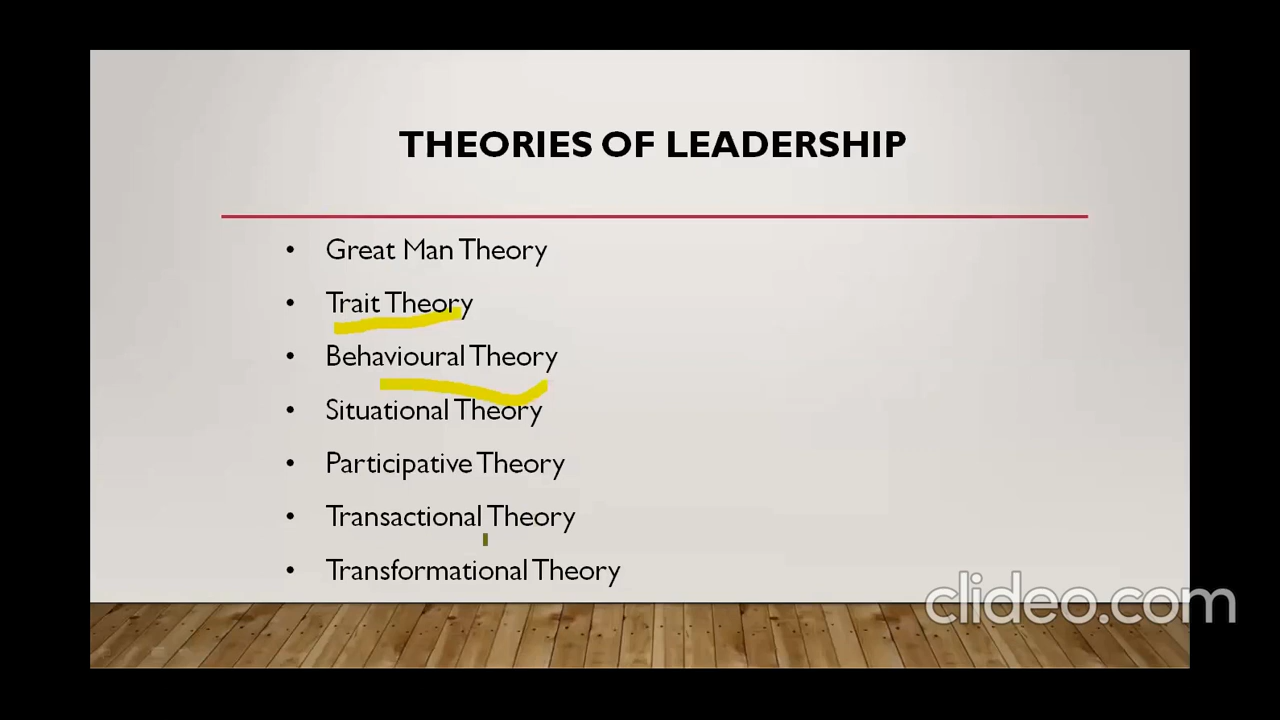 THEORIES OF LEADERSHIP
• Great Man Theory
• Trait Theory
• Behavioural Theory
• Situational Theory
• Participative Theory
• Transactional Theory
• Transformational Theory
clideo.com